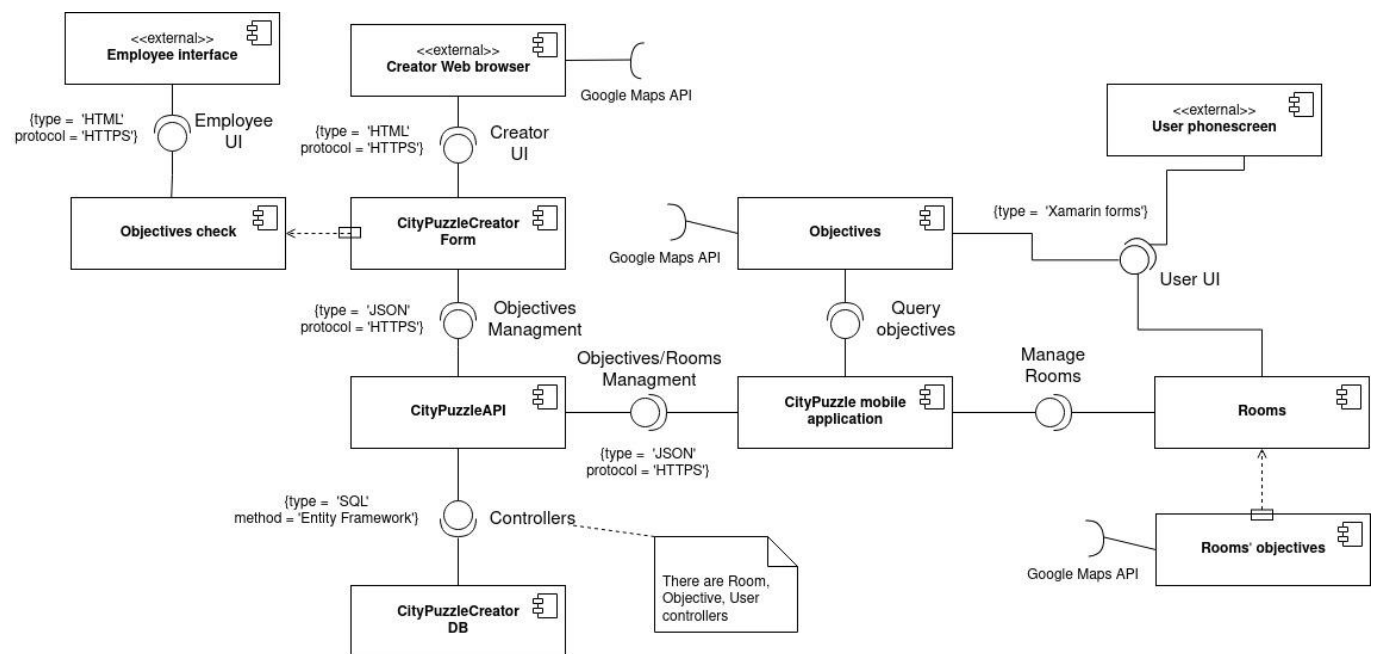 <<external>>
Employee interface
<<external>>
Creator Web browser
Google Maps API
<<external>>
User phonescreen
{type =  'HTML'
protocol = 'HTTPS'}
Employee
UI
{type =  'HTML'
protocol = 'HTTPS'}
Creator
UI
Objectives check
CityPuzzleCreator
Form
Google Maps API
Objectives
{type =  'Xamarin forms'}
User UI
{type =  'JSON'
protocol = 'HTTPS'}
Objectives
Managment
Query
objectives
Objectives/Rooms
Managment
Manage
Rooms
CityPuzzleAPI
CityPuzzle mobile
application
Rooms
{type =  'JSON'
protocol = 'HTTPS'}
{type =  'SQL'
method = 'Entity Framework'}
Controllers
There are Room,
Objective, User
controllers
Google Maps API
Rooms' objectives
CityPuzzleCreator
DB